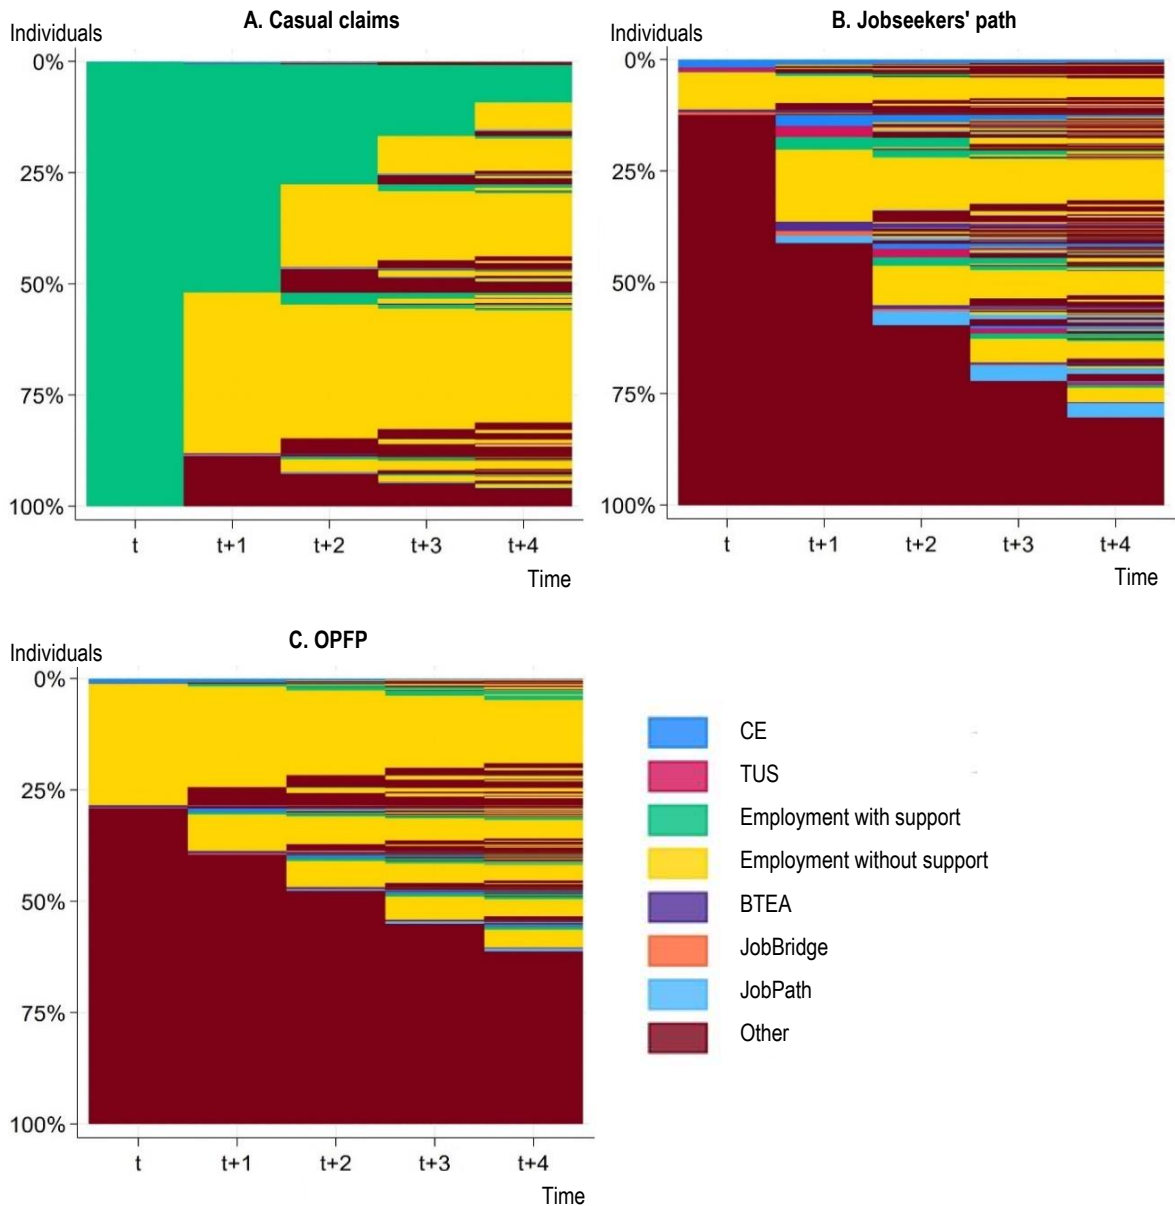 A. Casual claims
Individuals
0%
25%
50%
75%
100%
t t+1 t+2 t+3 t+4
Time
B. Jobseekers' path
Individuals
0%
25%
50%
75%
100%
t t+1 t+2 t+3 t+4
Time
C. OPFP
Individuals
0%
25%
50%
75%
100%
t t+1 t+2 t+3 t+4
Time
CE
TUS
Employment with support
Employment without support
BTEA
JobBridge
JobPath
Other